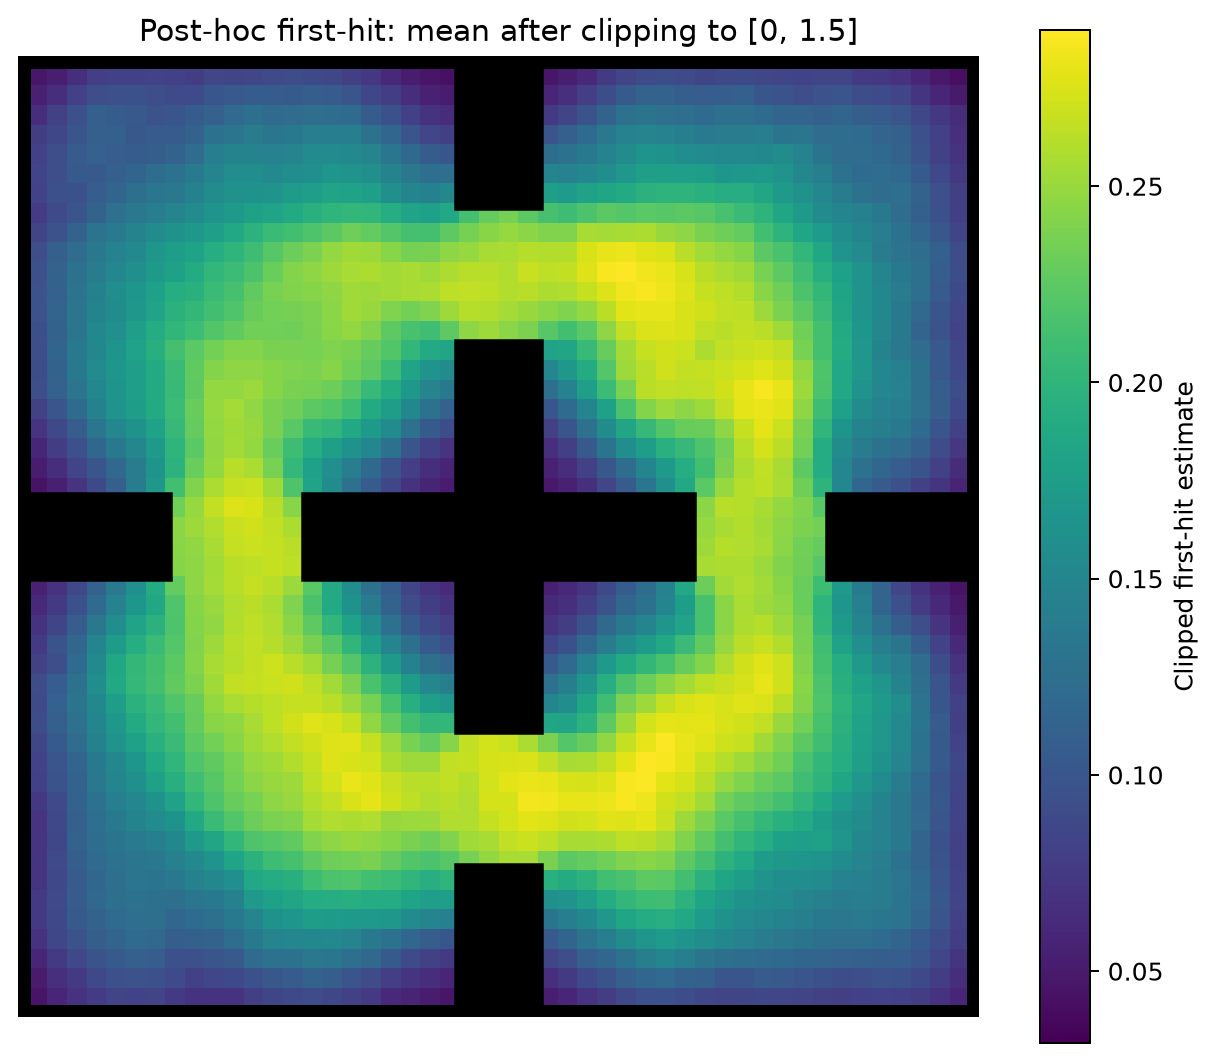 Post-hoc first-hit: mean after clipping to [0, 1.5]
0.25
0.20
0.15
0.10
0.05
Clipped first-hit estimate